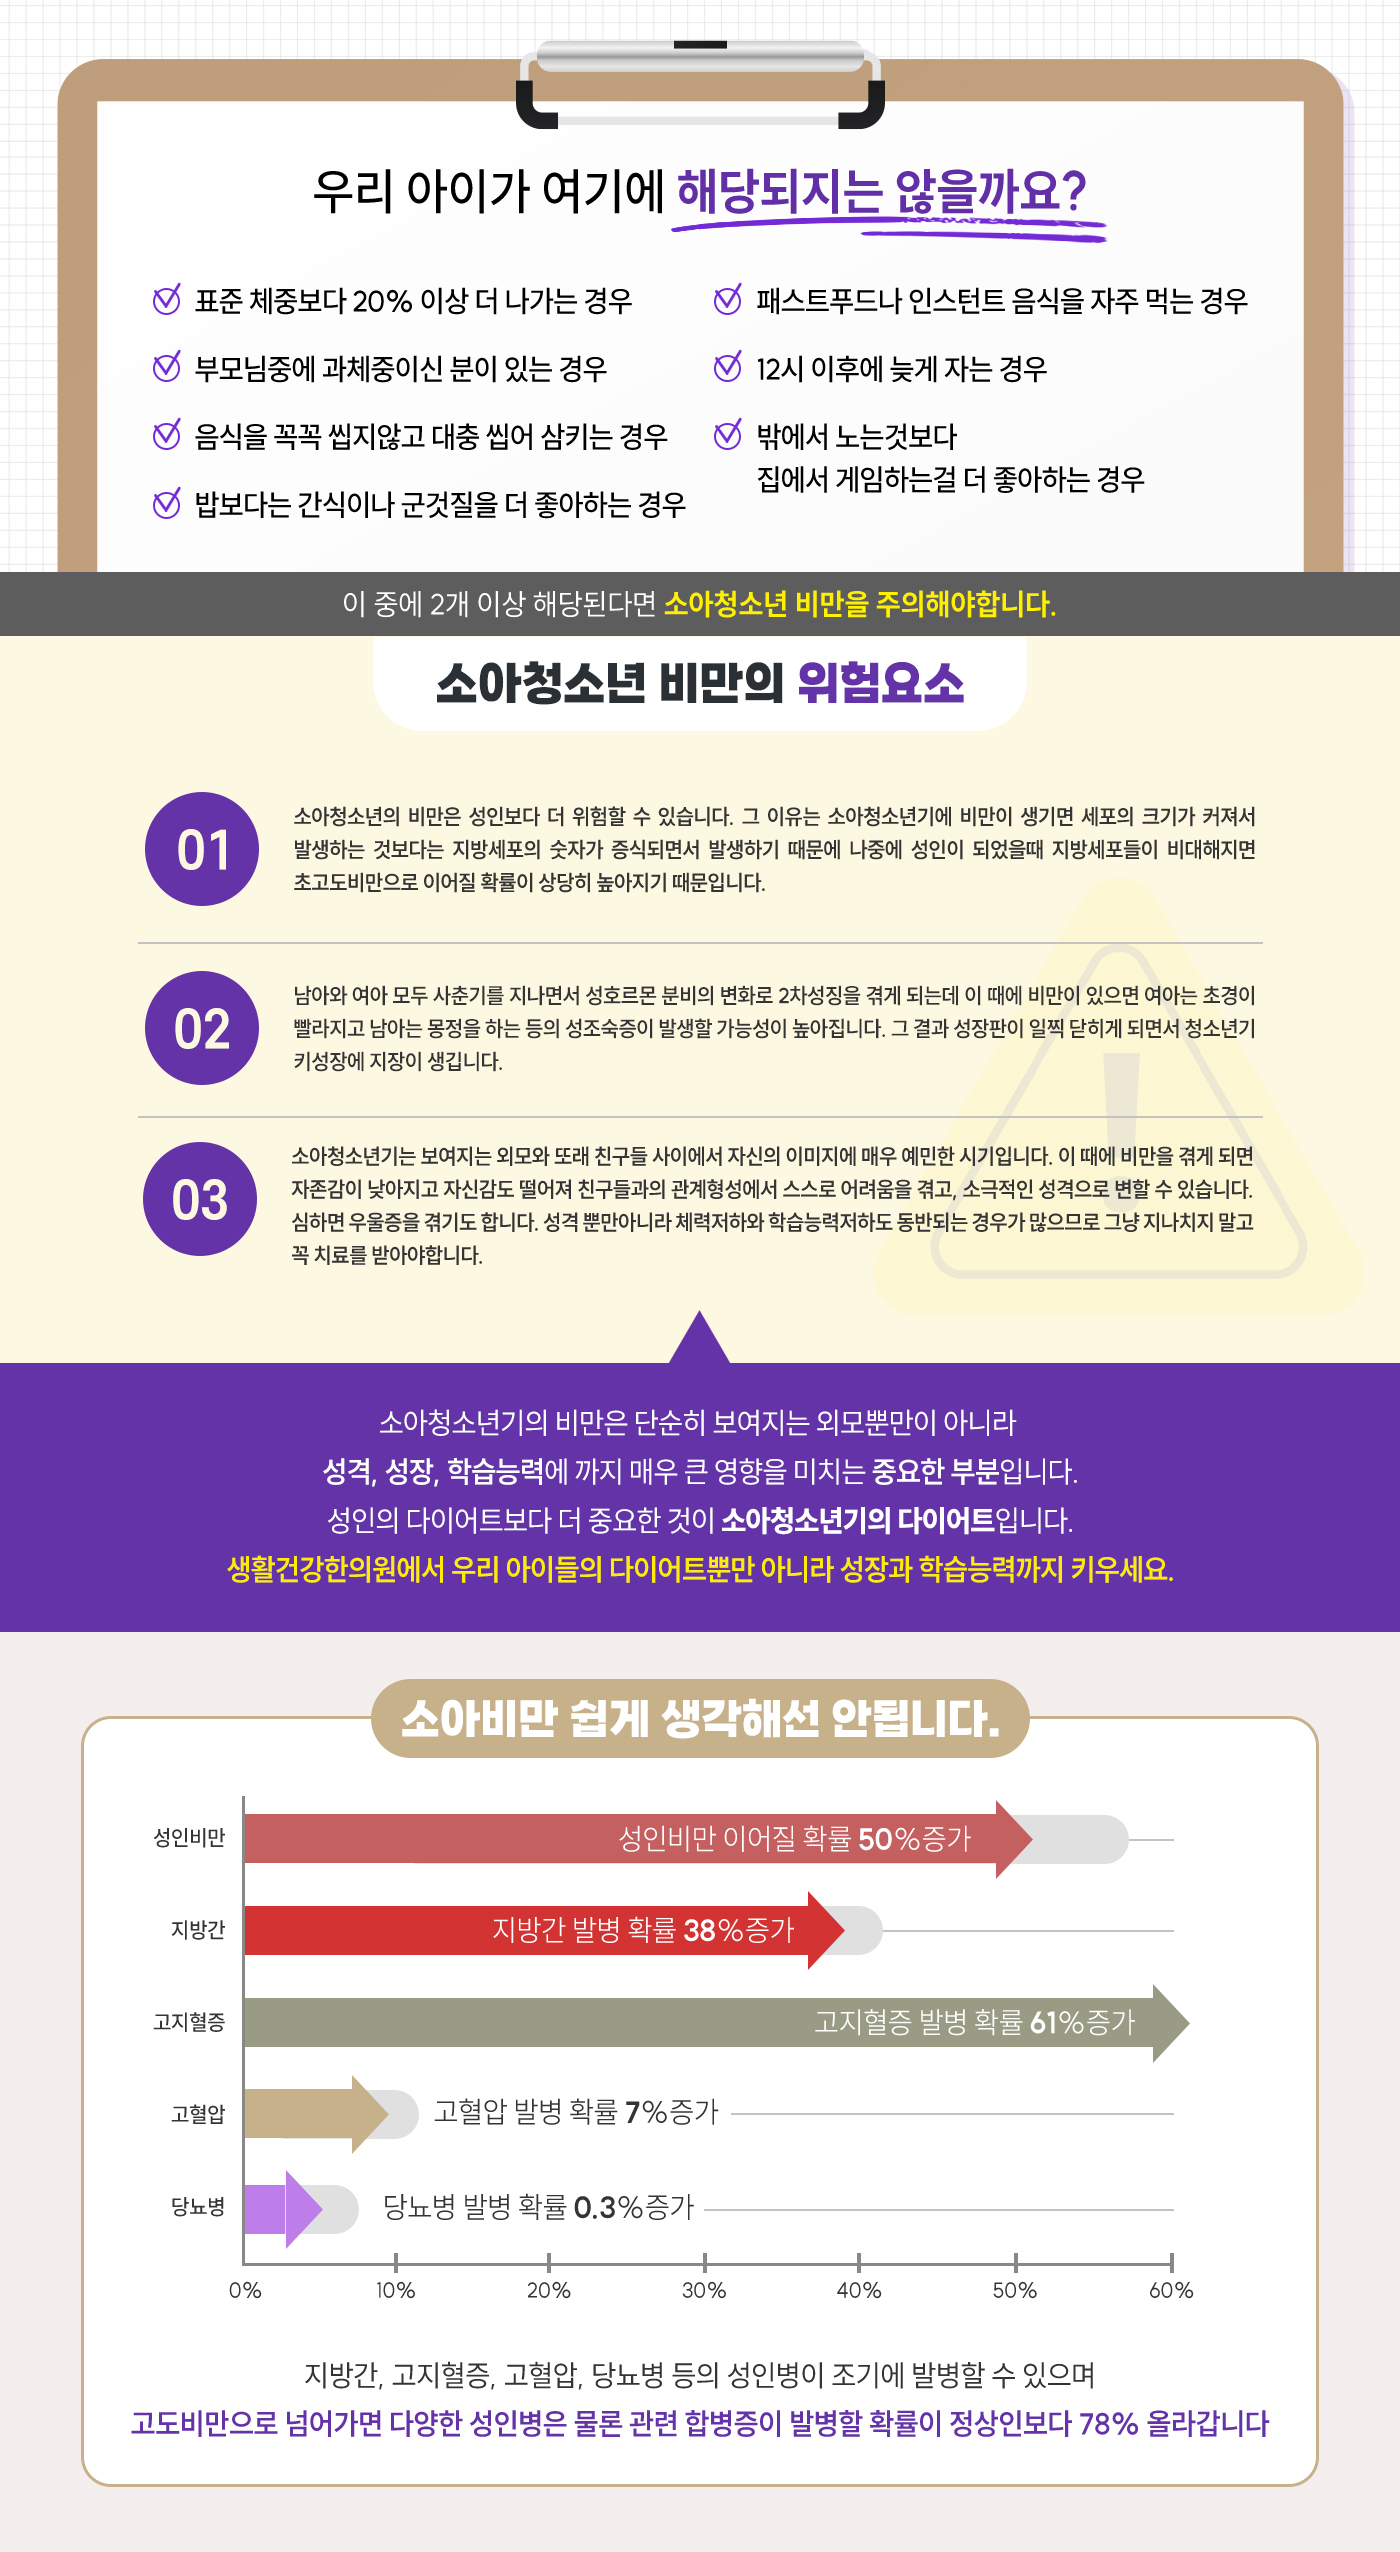 우리 아이가 여기에 해당되지는 않을까요?
표준 체중보다 20% 이상 더 나가는 경우
부모님중에 과체중이신 분이 있는 경우
음식을 꼭꼭 씹지않고 대충 씹어 삼키는 경우
밥보다는 간식이나 군것질을 더 좋아하는 경우
패스트푸드나 인스턴트 음식을 자주 먹는 경우
12시 이후에 늦게 자는 경우
밖에서 노는것보다
집에서 게임하는걸 더 좋아하는 경우
이 중에 2개 이상 해당된다면 소아청소년 비만을 주의해야합니다.
소아청소년 비만의 위험요소
01
소아청소년의 비만은 성인보다 더 위험할 수 있습니다. 그 이유는 소아청소년기에 비만이 생기면 세포의 크기가 커져서
발생하는 것보다는 지방세포의 숫자가 증식되면서 발생하기 때문에 나중에 성인이 되었을때 지방세포들이 비대해지면
초고도비만으로 이어질 확률이 상당히 높아지기 때문입니다.
02
남아와 여아 모두 사춘기를 지나면서 성호르몬 분비의 변화로 2차성징을 겪게 되는데 이 때에 비만이 있으면 여아는 초경이
빨라지고 남아는 몽정을 하는 등의 성조숙증이 발생할 가능성이 높아집니다. 그 결과 성장판이 일찍 닫히게 되면서 청소년기
키성장에 지장이 생깁니다.
03
소아청소년기는 보여지는 외모와 또래 친구들 사이에서 자신의 이미지에 매우 예민한 시기입니다. 이 때에 비만을 겪게 되면
자존감이 낮아지고 자신감도 떨어져 친구들과의 관계형성에서 스스로 어려움을 겪고, 소극적인 성격으로 변할 수 있습니다.
심하면 우울증을 겪기도 합니다. 성격 뿐만아니라 체력저하와 학습능력저하도 동반되는 경우가 많으므로 그냥 지나치지 말고
꼭 치료를 받아야합니다.
소아청소년기의 비만은 단순히 보여지는 외모뿐만이 아니라
성격, 성장, 학습능력에 까지 매우 큰 영향을 미치는 중요한 부분입니다.
성인의 다이어트보다 더 중요한 것이 소아청소년기의 다이어트입니다.
생활건강한의원에서 우리 아이들의 다이어트뿐만 아니라 성장과 학습능력까지 키우세요.
소아비만 쉽게 생각해선 안됩니다.
성인비만
성인비만 이어질 확률 50%증가
지방간
지방간 발병 확률 38%증가
고지혈증
고지혈증 발병 확률 61%증가
고혈압
고혈압 발병 확률 7%증가
당뇨병
당뇨병 발병 확률 0.3%증가
0% 10% 20% 30% 40% 50% 60%
지방간, 고지혈증, 고혈압, 당뇨병 등의 성인병이 조기에 발병할 수 있으며
고도비만으로 넘어가면 다양한 성인병은 물론 관련 합병증이 발병할 확률이 정상인보다 78% 올라갑니다